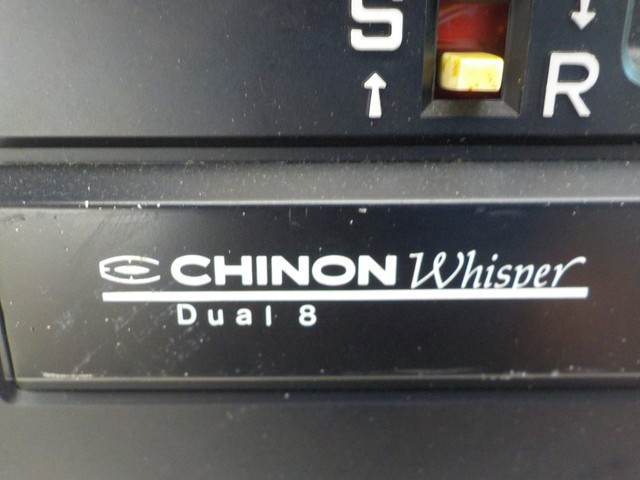 S
R
CHINON Whisper
Dual 8